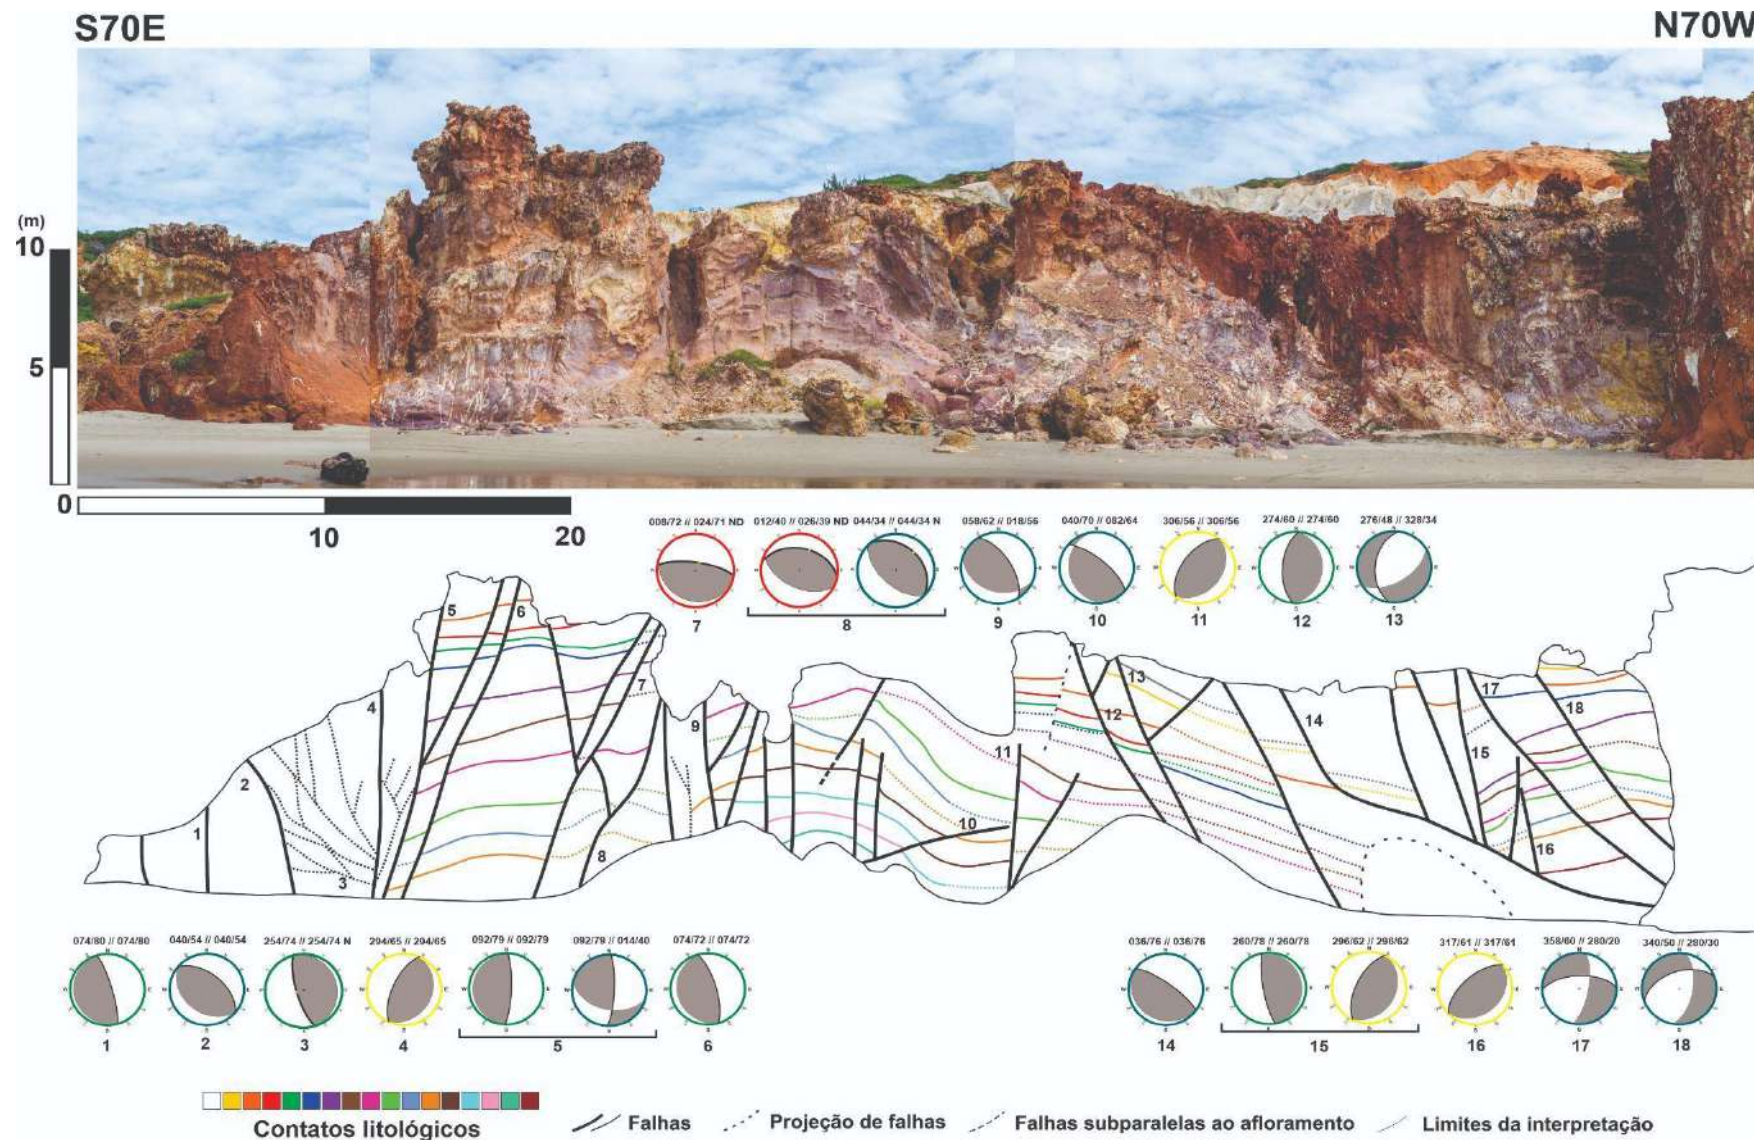 S70E N70W
(m)
10
5
0
10 20
008/72 // 024/71 ND 012/40 // 026/39 ND 044/34 // 044/34 N 058/62 // 018/56 040/70 // 082/64 306/56 // 306/56 274/60 // 274/60 276/48 // 328/34
7 8 9 10 11 12 13
5 6
7
4 9
2
1
3
8
10
11
12
13
14
15
16
17
18
074/80 // 074/80 040/54 // 040/54 254/74 // 254/74 N 294/65 // 294/65 092/79 // 092/79 092/79 // 014/40 074/72 // 074/72 036/76 // 036/76 260/78 // 260/78 296/62 // 296/62 317/61 // 317/61 358/60 // 280/20 340/50 // 280/30
1 2 3 4 5 6 14 15 16 17 18
Contatos litológicos
Falhas
Projeção de falhas
Falhas subparalelas ao afloramento
Limites da interpretação